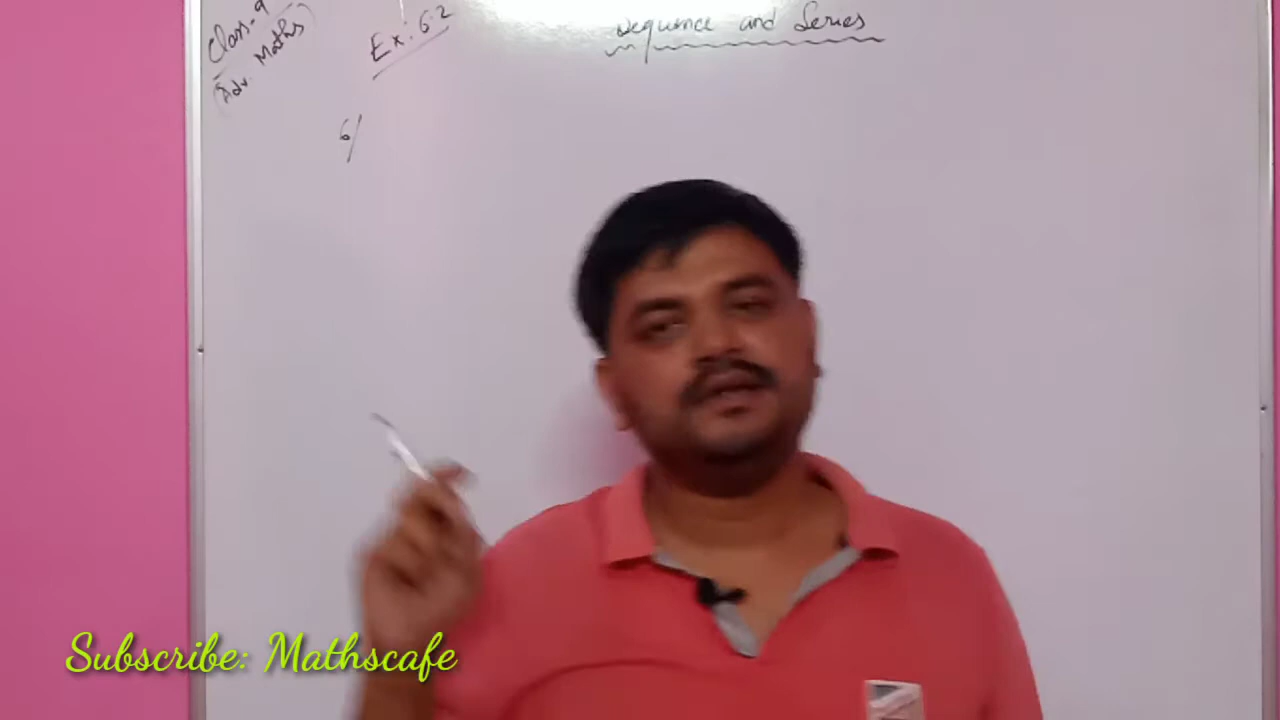 Class-9
(Adv. Maths)
Ex: 6.2
Sequence and Series
6/
Subscribe: Mathscafe